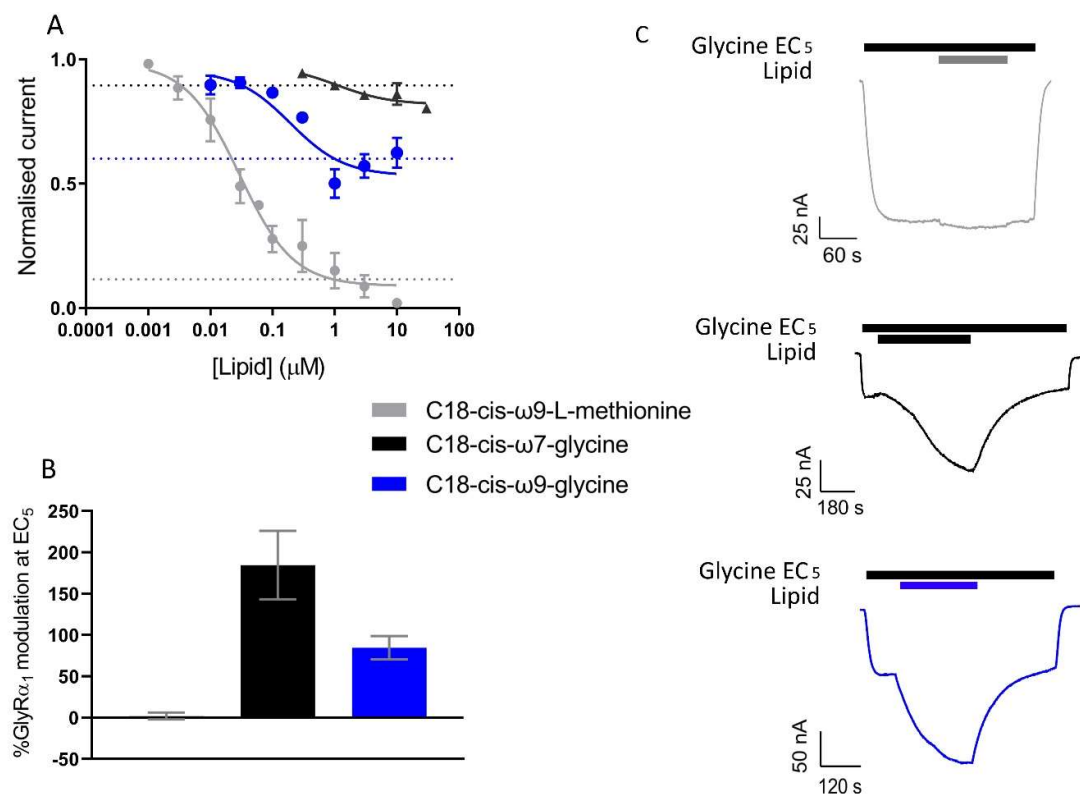 A
Normalised current
1.0
0.5
0.0
0.0001 0.001 0.01 0.1 1 10 100
[Lipid] (μM)
C18-cis-ω9-L-methionine
C18-cis-ω7-glycine
C18-cis-ω9-glycine
B
%GlyRα1 modulation at EC5
250
200
150
100
50
0
-50
C
Glycine EC5
Lipid
25 nA
60 s
Glycine EC5
Lipid
25 nA
180 s
Glycine EC5
Lipid
50 nA
120 s